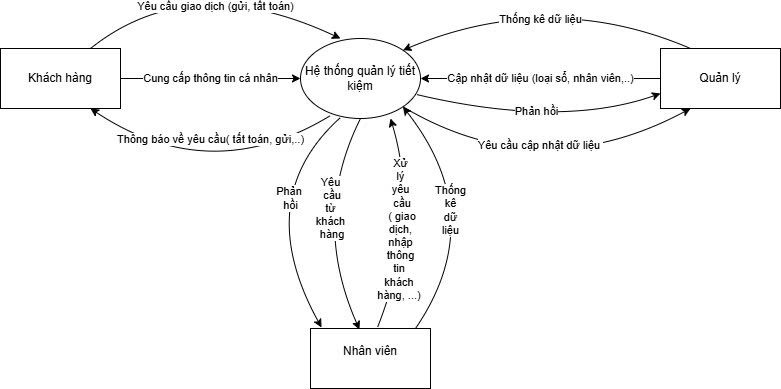 Yêu cầu giao dịch (gửi, tất toán)
Thống kê dữ liệu
Khách hàng
Cung cấp thông tin cá nhân
Hệ thống quản lý tiết
kiệm
Cập nhật dữ liệu (loại sổ, nhân viên,..)
Quản lý
Phản hồi
Thông báo về yêu cầu( tất toán, gửi,..)
Yêu cầu cập nhật dữ liệu
Phản
hồi
Yêu
cầu
từ
khách
hàng
Xử
lý
yêu
cầu
( giao
dịch,
nhập
thông
tin
khách
hàng, ...)
Thống
kê
dữ
liệu
Nhân viên